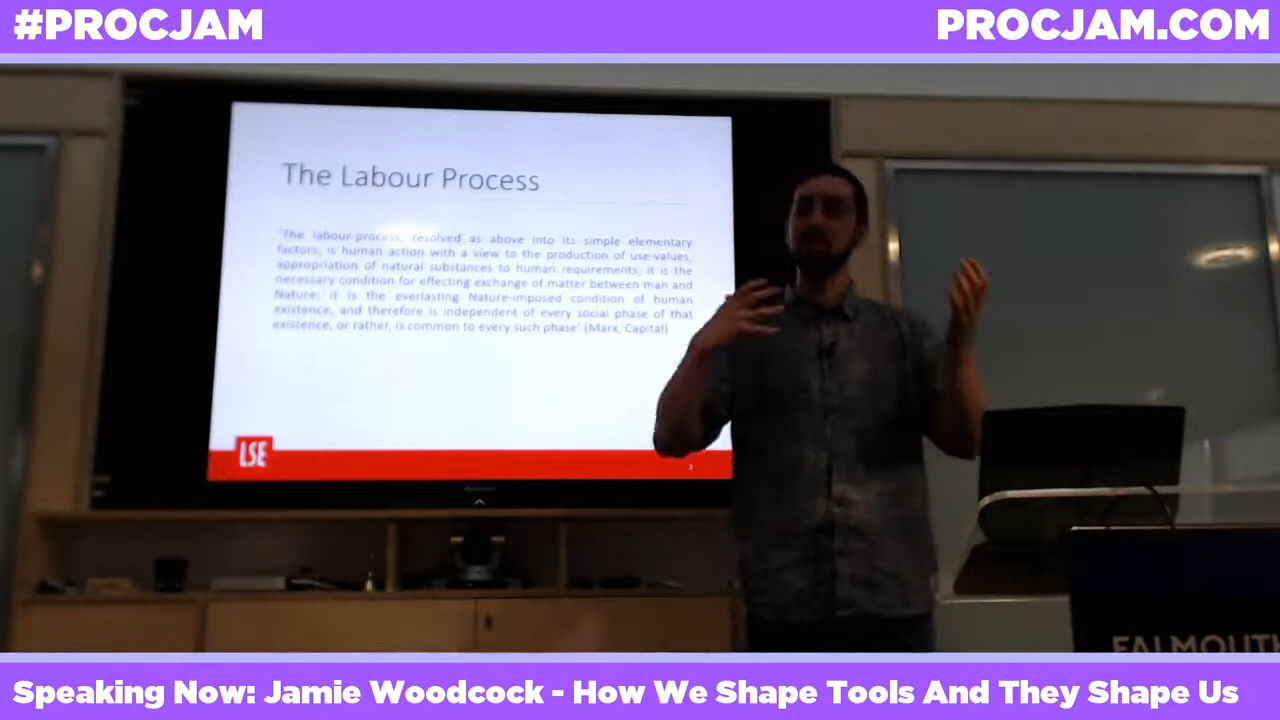 #PROCJAM
PROCJAM.COM
The Labour Process
'The labour-process, resolved as above into its simple elementary
factors, is human action with a view to the production of use-values,
appropriation of natural substances to human requirements; it is the
necessary condition for effecting exchange of matter between man and
Nature; it is the everlasting Nature-imposed condition of human
existence, and therefore is independent of every social phase of that
existence, or rather, is common to every such phase' (Marx, Capital)
LSE
FALMOUTH
Speaking Now: Jamie Woodcock - How We Shape Tools And They Shape Us